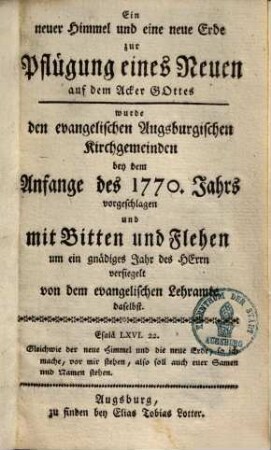 Ein
neuer Himmel und eine neue Erde
zur
Pflügung eines Neuen
auf dem Acker GOttes
wurde
den evangelischen Augsburgischen
Kirchgemeinden
bey dem
Anfange des 1770. Jahrs
vorgeschlagen
und
mit Bitten und Flehen
um ein gnädiges Jahr des HErrn
versiegelt
von dem evangelischen Lehramte
daselbst.
Esaiä LXVI. 22.
Gleichwie der neue Himmel und die neue Erde, so ich
mache, vor mir stehen, also soll auch euer Samen
und Namen stehen.
Augsburg,
zu finden bey Elias Tobias Lotter.
AUGSBURG